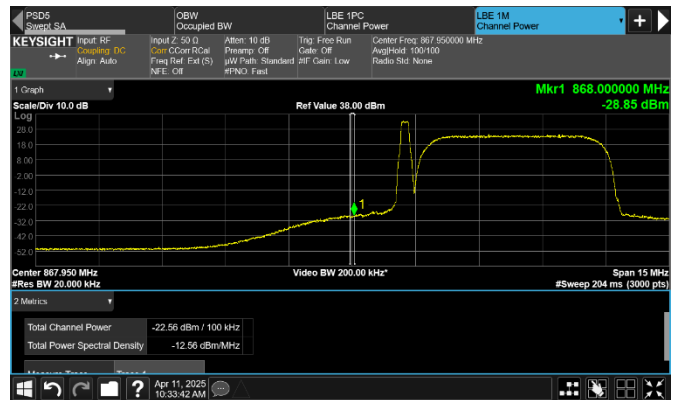 PSD5
Swept SA
OBW
Occupied BW
LBE 1PC
Channel Power
LBE 1M
Channel Power
KEYSIGHT
Input: RF
Coupling: DC
Align: Auto
LXI
Input Z: 50 Ω
Corr CCorr RCal
Freq Ref: Ext (S)
NFE: Off
Atten: 10 dB
Preamp: Off
µW Path: Standard
#PNO: Fast
Trig: Free Run
Gate: Off
#IF Gain: Low
Center Freq: 867.950000 MHz
Avg|Hold: 100/100
Radio Std: None
1 Graph
Mkr1 868.000000 MHz
-28.85 dBm
Scale/Div 10.0 dB
Ref Value 38.00 dBm
Log
28.0
18.0
8.00
-2.00
-12.0
-22.0
-32.0
-42.0
-52.0
1
Center 867.950 MHz
#Res BW 20.000 kHz
Video BW 200.00 kHz*
Span 15 MHz
#Sweep 204 ms (3000 pts)
2 Metrics
Total Channel Power -22.56 dBm / 100 kHz
Total Power Spectral Density -12.56 dBm/MHz
Measure Trace Trace 1
?
Apr 11, 2025
10:33:42 AM